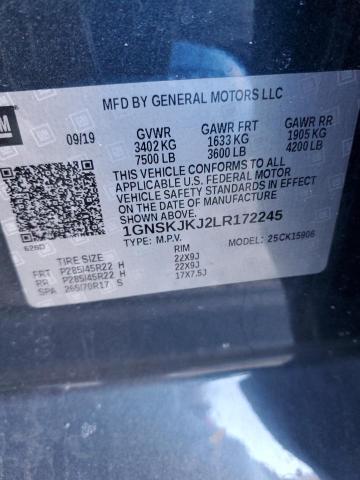 GM
MFD BY GENERAL MOTORS LLC
09/19 GVWR GAWR FRT GAWR RR
3402 KG 1633 KG 1905 KG
7500 LB 3600 LB 4200 LB
THIS VEHICLE CONFORMS TO ALL APPLICABLE
U.S. FEDERAL MOTOR
VEHICLE SAFETY STANDARDS IN EFFECT ON
THE DATE OF MANUFACTURE SHOWN ABOVE.
1GNSKJKJ2LR172245
626D TYPE: M.P.V. MODEL: 25CK15906
TIRE SIZE RIM
FRT P285/45R22 H 22X9J
RR P285/45R22 H 22X9J
SPA 265/70R17 S 17X7.5J